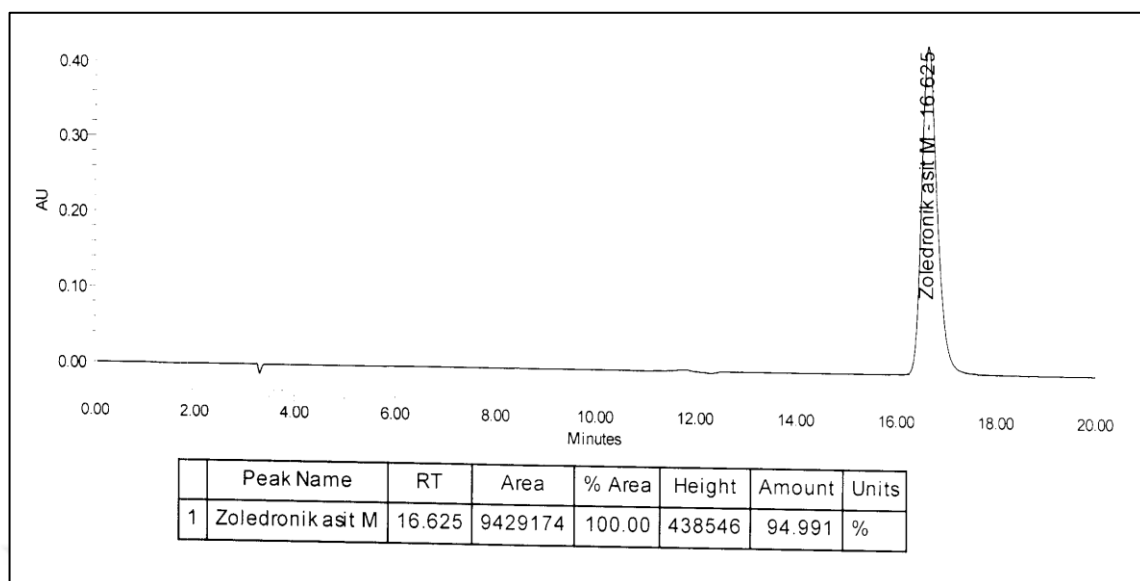 0.40
0.30
0.20
0.10
0.00
AU
Zoledronik asit M - 16.625
0.00 2.00 4.00 6.00 8.00 10.00 12.00 14.00 16.00 18.00 20.00
Minutes
Peak Name RT Area % Area Height Amount Units
1 Zoledronik asit M 16.625 9429174 100.00 438546 94.991 %